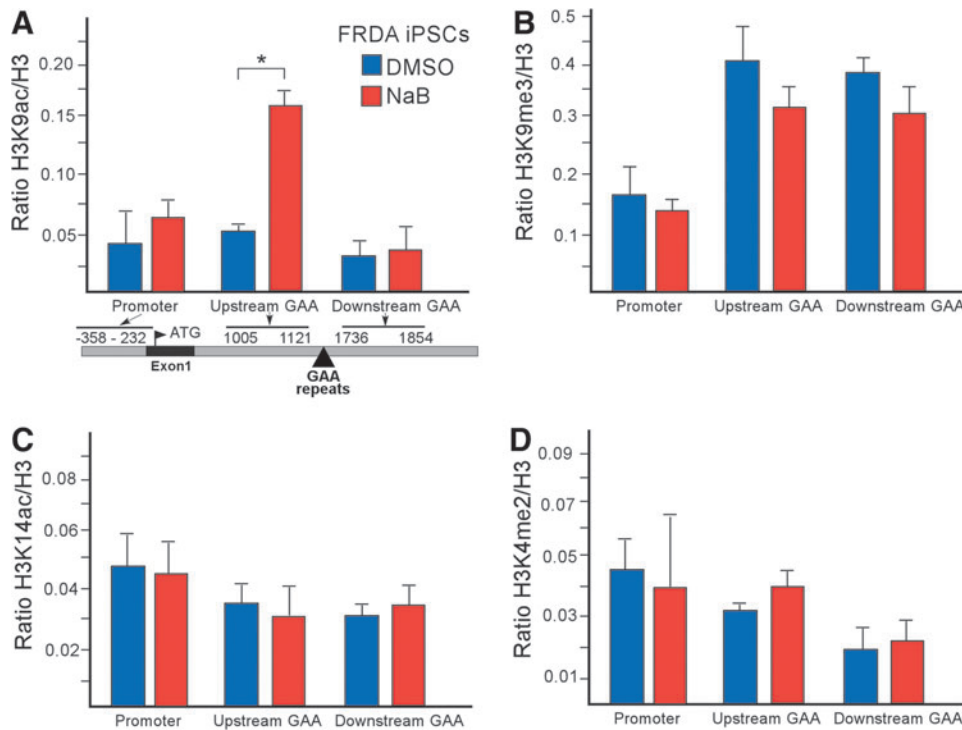 A
Ratio H3K9ac/H3
0.20
0.15
0.10
0.05
FRDA iPSCs
DMSO
NaB
*
Promoter Upstream GAA Downstream GAA
-358 - 232 ATG 1005 1121 1736 1854
Exon1
GAA
repeats
B
Ratio H3K9me3/H3
0.5
0.4
0.3
0.2
0.1
Promoter Upstream GAA Downstream GAA
C
Ratio H3K14ac/H3
0.08
0.06
0.04
0.02
Promoter Upstream GAA Downstream GAA
D
Ratio H3K4me2/H3
0.09
0.07
0.05
0.03
0.01
Promoter Upstream GAA Downstream GAA